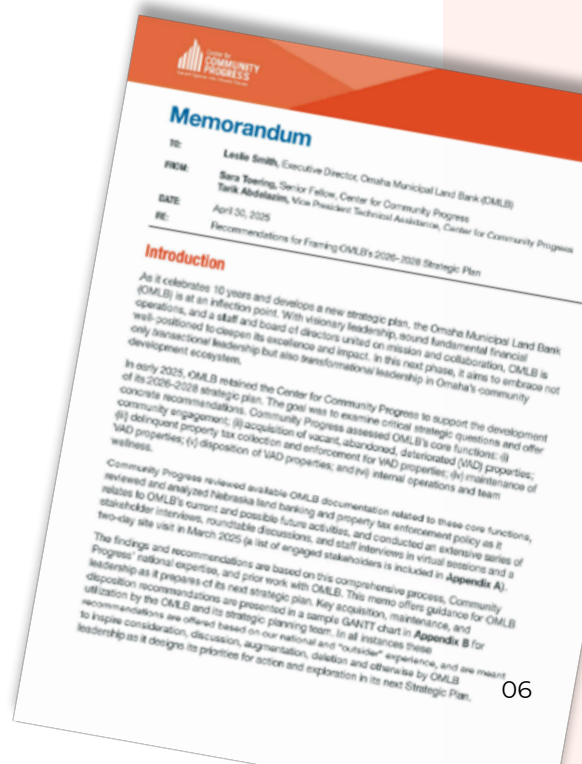 Center for
COMMUNITY
PROGRESS
Memorandum
TO: Leslie Smith, Executive Director, Omaha Municipal Land Bank (OMLB)
FROM: Sara Toering, Senior Fellow, Center for Community Progress
Tarik Abdelazim, Vice President Technical Assistance, Center for Community Progress
DATE: April 30, 2025
RE: Recommendations for Framing OMLB's 2026–2028 Strategic Plan
Introduction
As it celebrates 10 years and develops a new strategic plan, the Omaha Municipal Land Bank
(OMLB) is at an inflection point. With visionary leadership, sound fundamental financial
operations, and a staff and board of directors united on mission and collaboration, OMLB is
well-positioned to deepen its excellence and impact. In this next phase, it aims to embrace not
only transactional leadership but also transformational leadership in Omaha's community
development ecosystem.
In early 2025, OMLB retained the Center for Community Progress to support the development
of its 2026–2028 strategic plan. The goal was to examine critical strategic questions and offer
concrete recommendations. Community Progress assessed OMLB's core functions: (i)
community engagement; (ii) acquisition of vacant, abandoned, deteriorated (VAD) properties;
(iii) delinquent property tax collection and enforcement for VAD properties; (iv) maintenance of
VAD properties; (v) disposition of VAD properties; and (vi) internal operations and team
wellness.
Community Progress reviewed available OMLB documentation related to these core functions,
reviewed and analyzed Nebraska land banking and property tax enforcement policy as it
relates to OMLB's current and possible future activities, and conducted an extensive series of
stakeholder interviews, roundtable discussions, and staff interviews in virtual sessions and a
two-day site visit in March 2025 (a list of engaged stakeholders is included in Appendix A).
The findings and recommendations are based on this comprehensive process, Community
Progress' national expertise, and prior work with OMLB. This memo offers guidance for OMLB
leadership as it prepares of its next strategic plan. Key acquisition, maintenance, and
disposition recommendations are presented in a sample GANTT chart in Appendix B for
utilization by the OMLB and its strategic planning team. In all instances these
recommendations are offered based on our national and "outsider" experience, and are meant
to inspire consideration, discussion, augmentation, deletion and otherwise by OMLB
leadership as it designs its priorities for action and exploration in its next Strategic Plan.
06